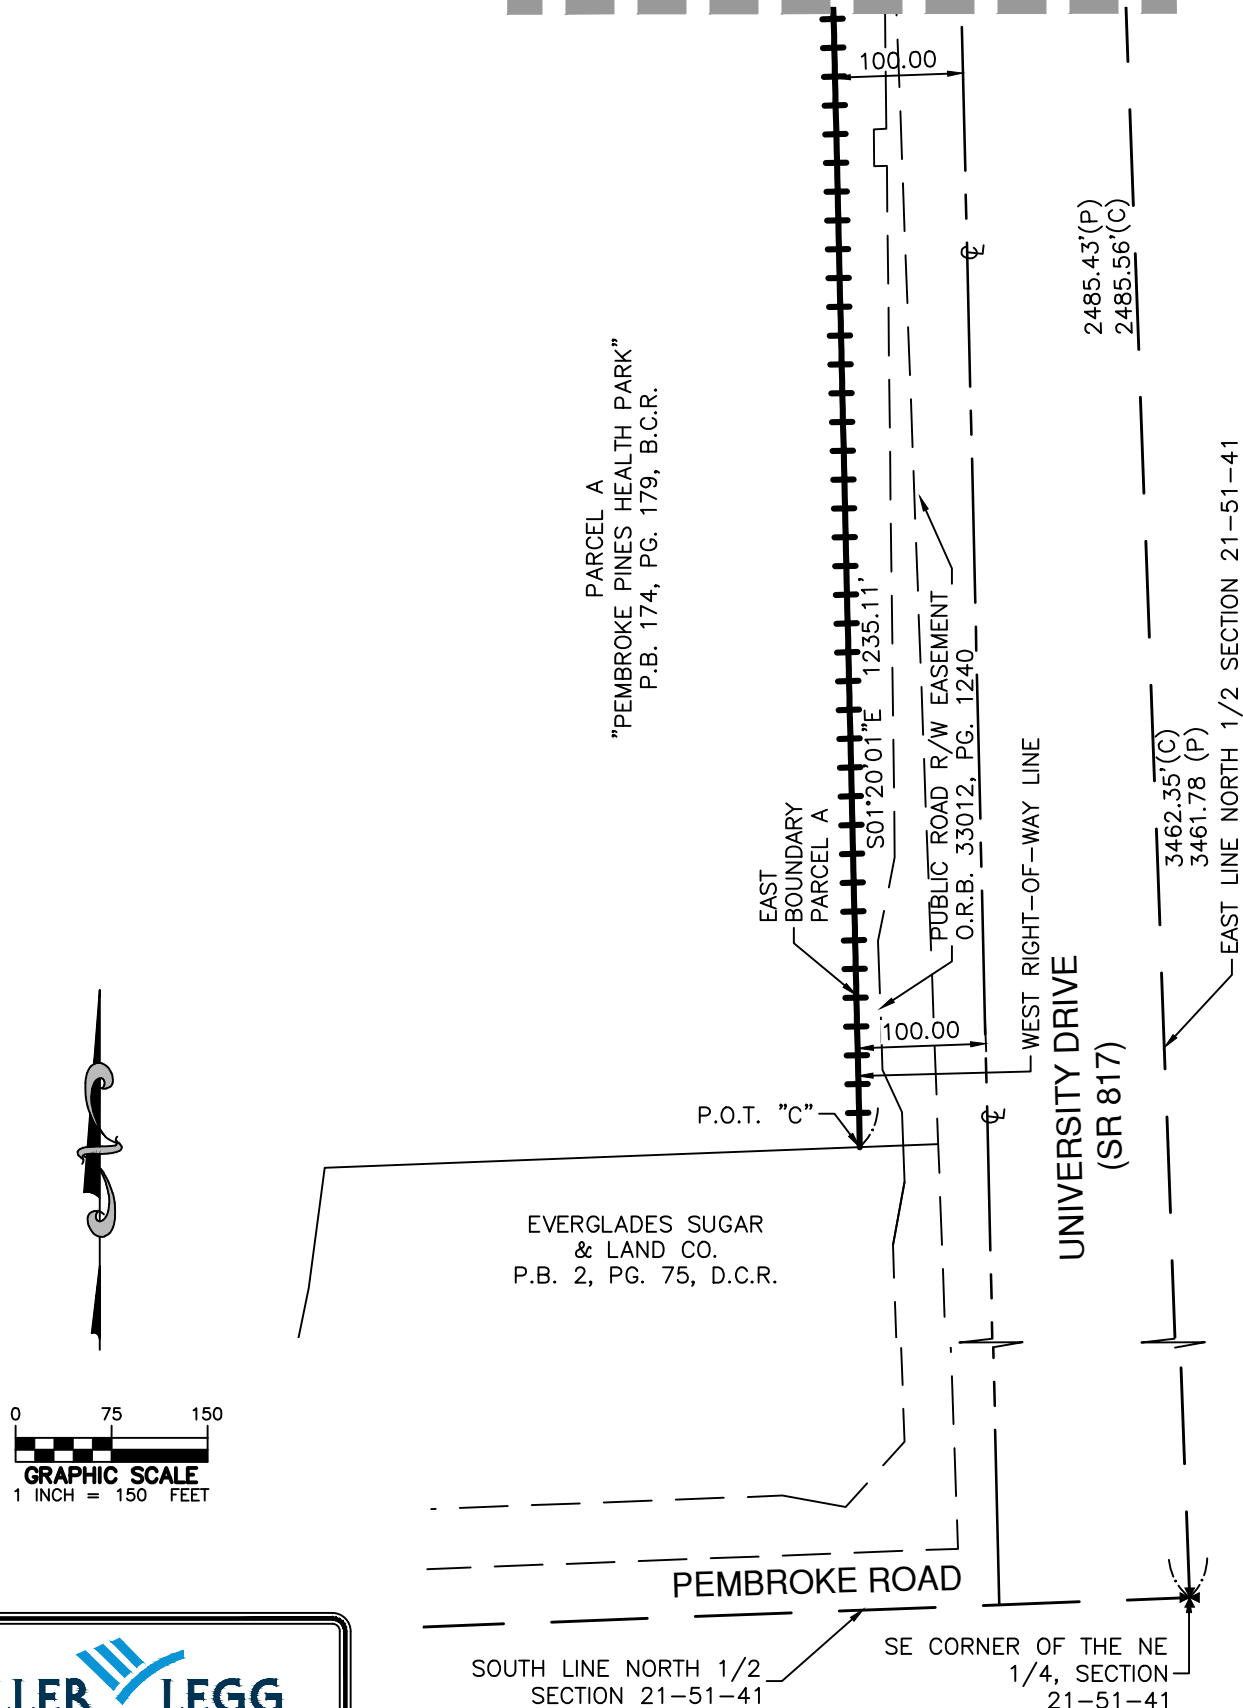 100.00
2485.43'(P)
2485.56'(C)
PARCEL A
"PEMBROKE PINES HEALTH PARK"
P.B. 174, PG. 179, B.C.R.
S01°20'01"E 1235.11'
PUBLIC ROAD R/W EASEMENT
O.R.B. 33012, PG. 1240
EAST LINE NORTH 1/2 SECTION 21-51-41
3462.35'(C)
3461.78 (P)
EAST
BOUNDARY
PARCEL A
WEST RIGHT-OF-WAY LINE
100.00
UNIVERSITY DRIVE
(SR 817)
P.O.T. "C"
EVERGLADES SUGAR
& LAND CO.
P.B. 2, PG. 75, D.C.R.
0 75 150
GRAPHIC SCALE
1 INCH = 150 FEET
PEMBROKE ROAD
SOUTH LINE NORTH 1/2
SECTION 21-51-41
SE CORNER OF THE NE
1/4, SECTION
21-51-41
LEGG